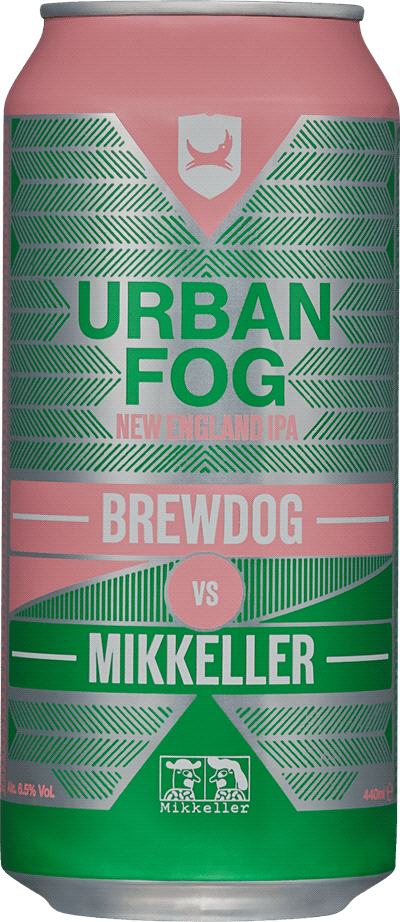 URBAN
FOG
NEW ENGLAND IPA
BREWDOG
VS
MIKKELLER
Mikkeller
Alc. 6.5% Vol.
440ml e